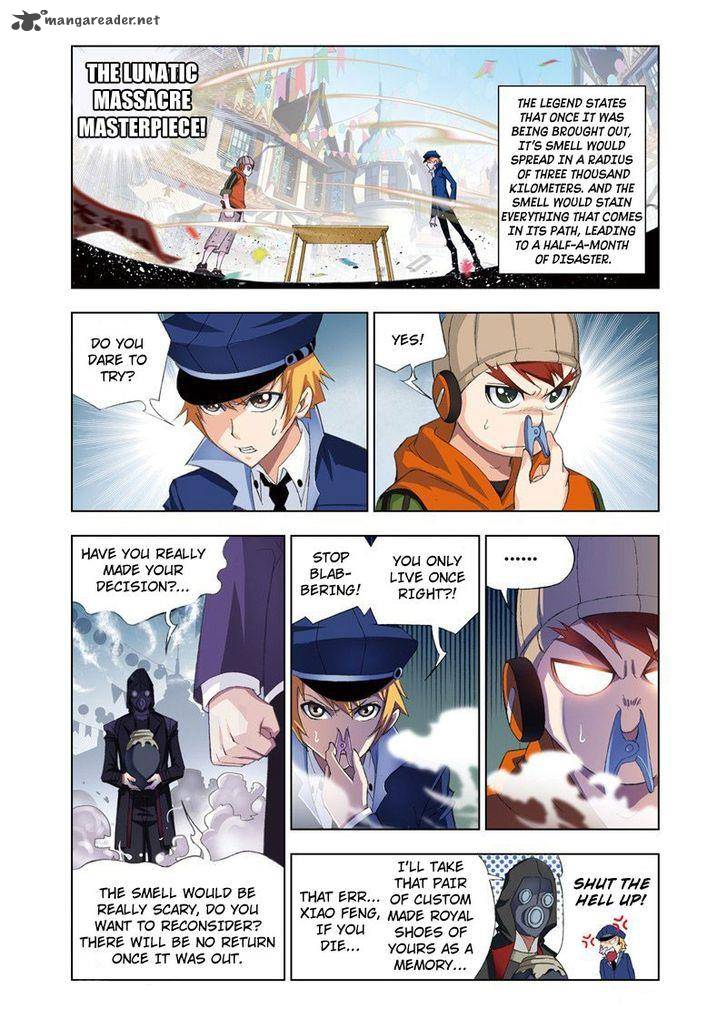 mangareader.net
THE LUNATIC
MASSACRE
MASTERPIECE!
THE LEGEND STATES
THAT ONCE IT WAS
BEING BROUGHT OUT,
IT'S SMELL WOULD
SPREAD IN A RADIUS
OF THREE THOUSAND
KILOMETERS. AND THE
SMELL WOULD STAIN
EVERYTHING THAT COMES
IN ITS PATH, LEADING
TO A HALF-A-MONTH
OF DISASTER.
DO YOU
DARE TO
TRY?
YES!
HAVE YOU REALLY
MADE YOUR
DECISION?...
THE SMELL WOULD BE
REALLY SCARY, DO YOU
WANT TO RECONSIDER?
THERE WILL BE NO RETURN
ONCE IT WAS OUT.
STOP
BLAB-
BERING!
YOU ONLY
LIVE ONCE
RIGHT?!
......
THAT ERR...
XIAO FENG,
IF YOU
DIE...
I'LL TAKE
THAT PAIR
OF CUSTOM
MADE ROYAL
SHOES OF
YOURS AS A
MEMORY...
SHUT THE
HELL UP!